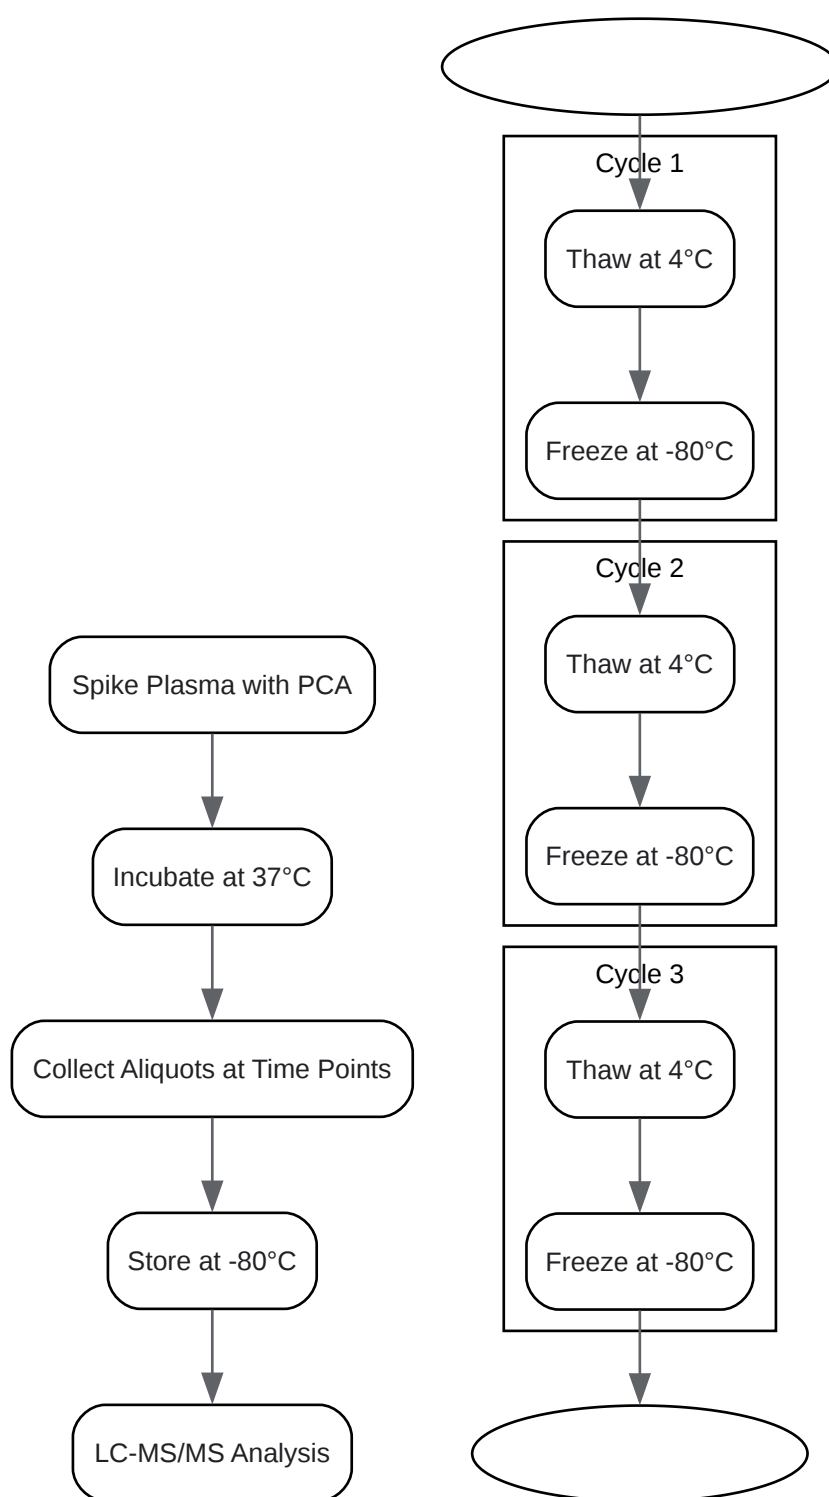 Cycle 1
Thaw at 4°C
Freeze at -80°C
Cycle 2
Thaw at 4°C
Freeze at -80°C
Cycle 3
Thaw at 4°C
Freeze at -80°C
Spike Plasma with PCA
Incubate at 37°C
Collect Aliquots at Time Points
Store at -80°C
LC-MS/MS Analysis